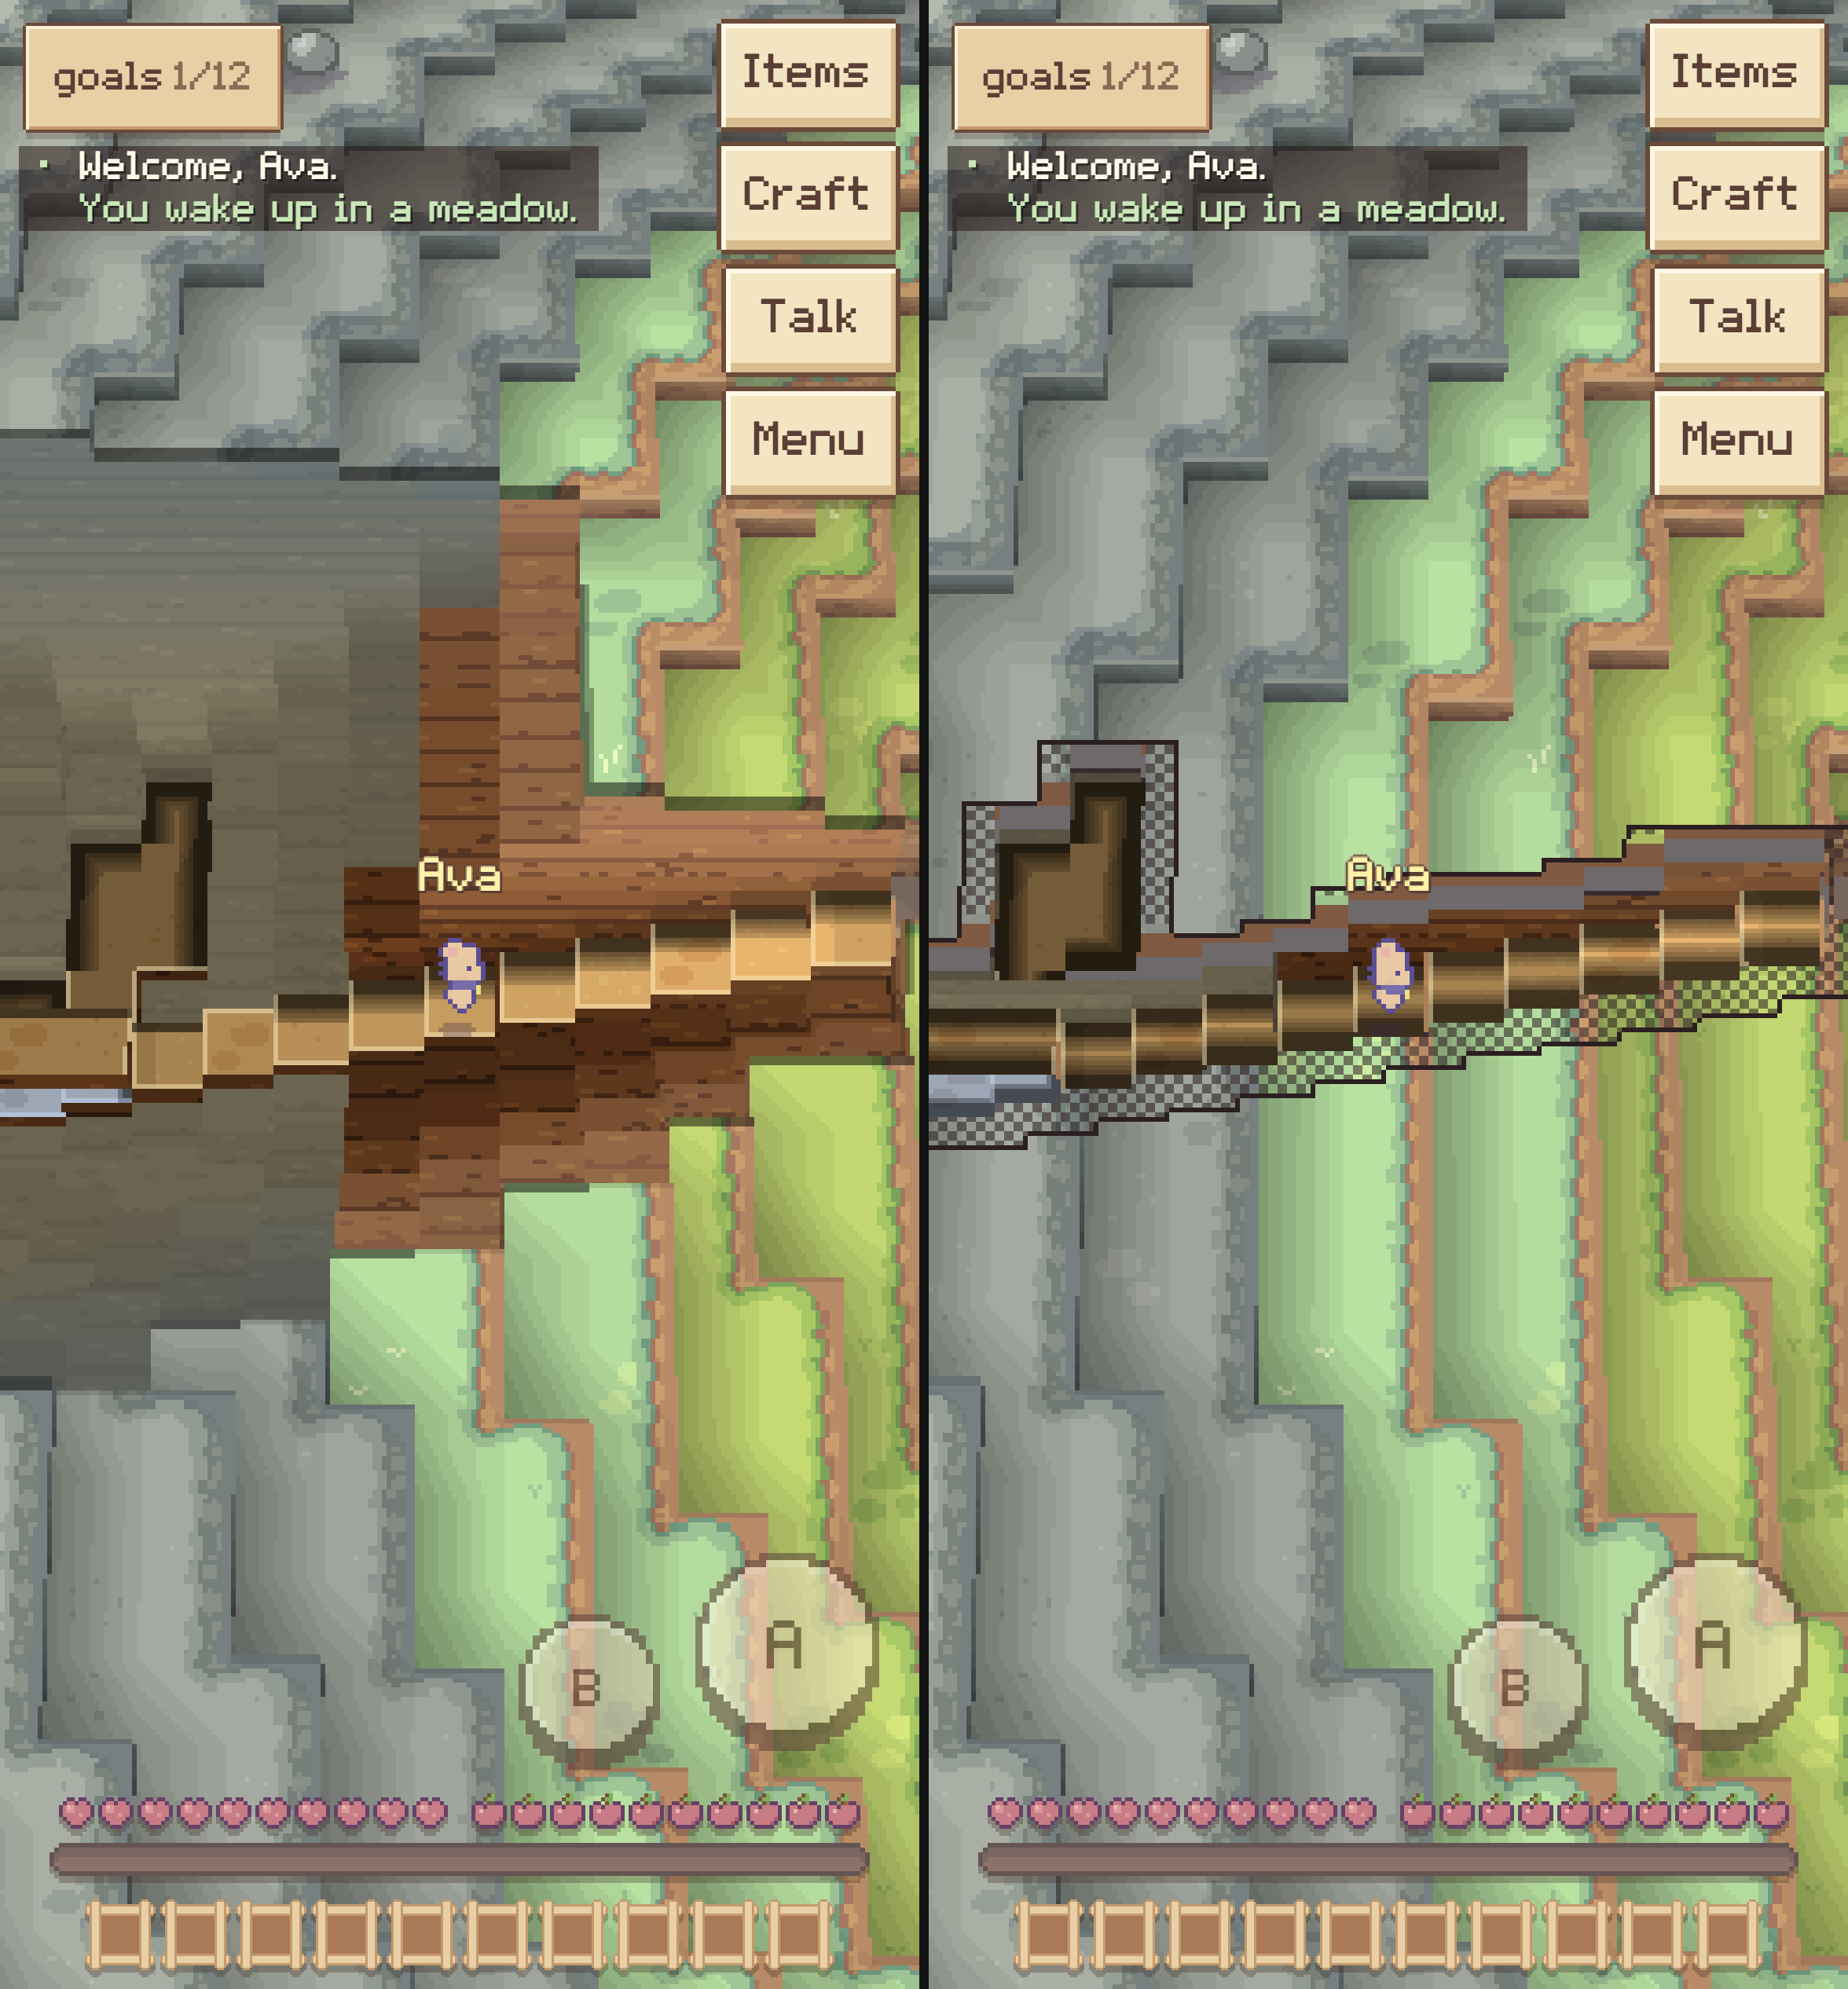 goals 1/12
Items
Welcome, Ava.
You wake up in a meadow.
Craft
Talk
Menu
Ava
A
B
goals 1/12
Items
Welcome, Ava.
You wake up in a meadow.
Craft
Talk
Menu
Ava
A
B